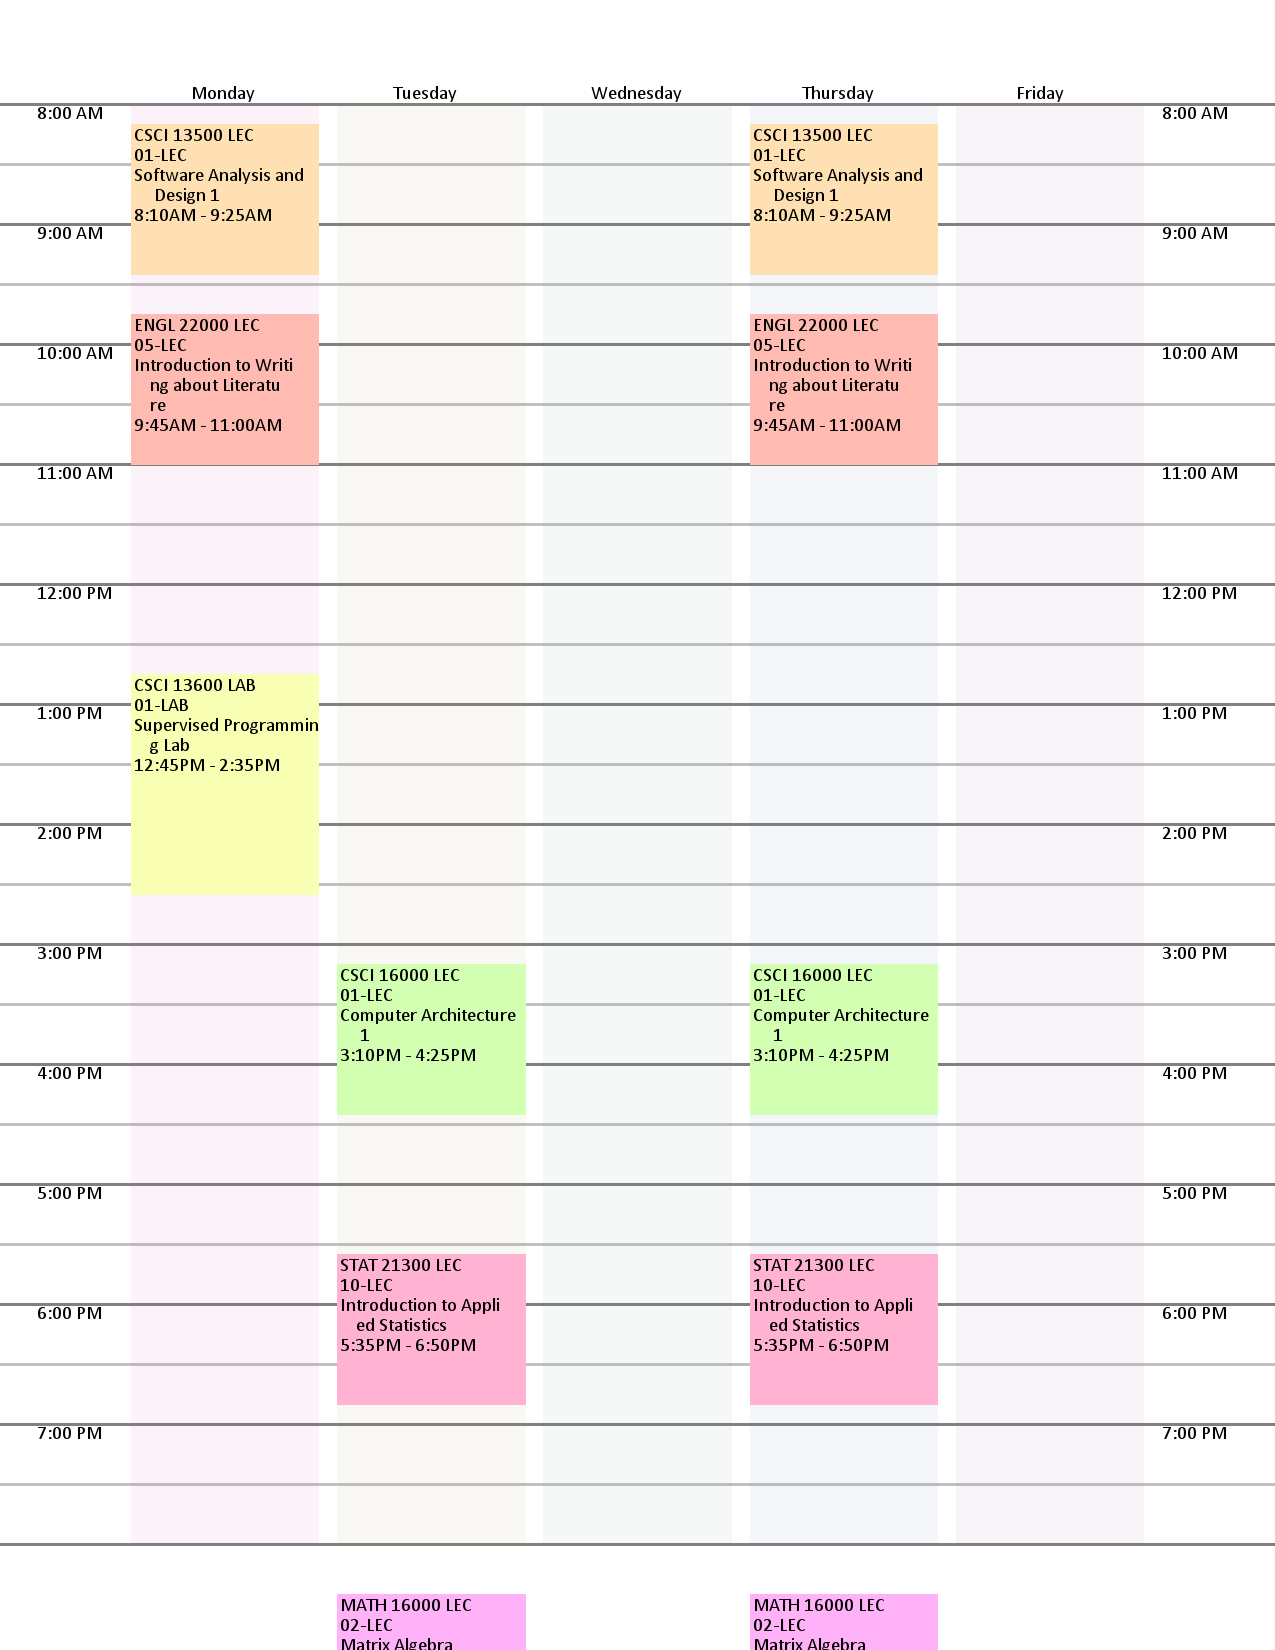 Monday Tuesday Wednesday Thursday Friday
8:00 AM 8:00 AM
CSCI 13500 LEC CSCI 13500 LEC
01-LEC 01-LEC
Software Analysis and Software Analysis and
Design 1 Design 1
8:10AM - 9:25AM 8:10AM - 9:25AM
9:00 AM 9:00 AM
ENGL 22000 LEC ENGL 22000 LEC
05-LEC 05-LEC
10:00 AM 10:00 AM
Introduction to Writi Introduction to Writi
ng about Literatu ng about Literatu
re re
9:45AM - 11:00AM 9:45AM - 11:00AM
11:00 AM 11:00 AM
12:00 PM 12:00 PM
CSCI 13600 LAB
01-LAB
1:00 PM 1:00 PM
Supervised Programmin
g Lab
12:45PM - 2:35PM
2:00 PM 2:00 PM
3:00 PM 3:00 PM
CSCI 16000 LEC CSCI 16000 LEC
01-LEC 01-LEC
Computer Architecture Computer Architecture
1 1
3:10PM - 4:25PM 3:10PM - 4:25PM
4:00 PM 4:00 PM
5:00 PM 5:00 PM
STAT 21300 LEC STAT 21300 LEC
10-LEC 10-LEC
Introduction to Appli Introduction to Appli
6:00 PM 6:00 PM
ed Statistics ed Statistics
5:35PM - 6:50PM 5:35PM - 6:50PM
7:00 PM 7:00 PM
MATH 16000 LEC MATH 16000 LEC
02-LEC 02-LEC
Matrix Algebra Matrix Algebra